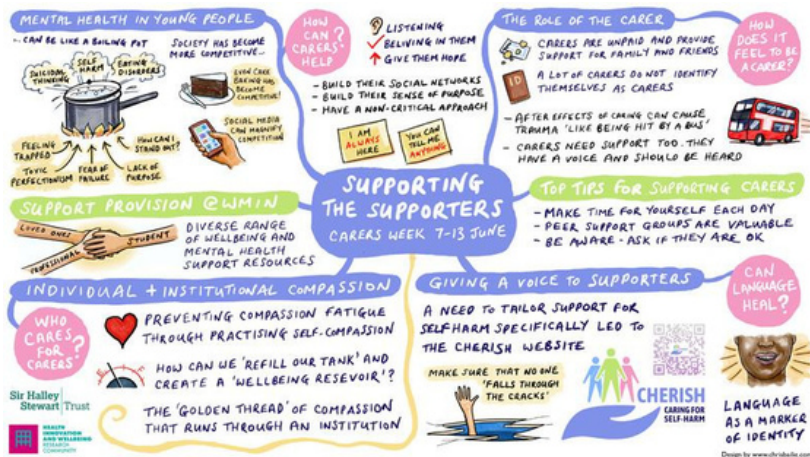 MENTAL HEALTH IN YOUNG PEOPLE
...CAN BE LIKE A BOILING POT
SUICIDAL
THINKING
SELF
HARM
EATING
DISORDERS
FEELING
TRAPPED
TOXIC
PERFECTIONISM
FEAR OF
FAILURE
LACK OF
PURPOSE
HOW CAN I
STAND OUT?
SOCIETY HAS BECOME
MORE COMPETITIVE...
EVEN CAKE
EATING HAS
BECOME
COMPETITIVE!
SOCIAL MEDIA
CAN MAGNIFY
COMPETITION
HOW
CAN
CARERS
HELP?
LISTENING
BELIVING IN THEM
GIVE THEM HOPE
- BUILD THEIR SOCIAL NETWORKS
- BUILD THEIR SENSE OF PURPOSE
- HAVE A NON-CRITICAL APPROACH
I AM
ALWAYS
HERE
YOU CAN
TELL ME
ANYTHING
THE ROLE OF THE CARER
CARERS ARE UNPAID AND PROVIDE
SUPPORT FOR FAMILY AND FRIENDS
ID
A LOT OF CARERS DO NOT IDENTIFY
THEMSELVES AS CARERS
- AFTER EFFECTS OF CARING CAN CAUSE
TRAUMA 'LIKE BEING HIT BY A BUS'
- CARERS NEED SUPPORT TOO. THEY
HAVE A VOICE AND SHOULD BE HEARD
HOW
DOES IT
FEEL TO BE
A CARER?
SUPPORTING
THE SUPPORTERS
CARERS WEEK 7-13 JUNE
SUPPORT PROVISION @WMIN
LOVED ONES
STUDENT
PROFESSIONAL
DIVERSE RANGE
OF WELLBEING AND
MENTAL HEALTH
SUPPORT RESOURCES
TOP TIPS FOR SUPPORTING CARERS
- MAKE TIME FOR YOURSELF EACH DAY
- PEER SUPPORT GROUPS ARE VALUABLE
- BE AWARE - ASK IF THEY ARE OK
INDIVIDUAL + INSTITUTIONAL COMPASSION
WHO
CARES
FOR
CARERS?
PREVENTING COMPASSION FATIGUE
THROUGH PRACTISING SELF-COMPASSION
HOW CAN WE 'REFILL OUR TANK' AND
CREATE A 'WELLBEING RESEVOIR'?
THE 'GOLDEN THREAD' OF COMPASSION
THAT RUNS THROUGH AN INSTITUTION
Sir Halley
Stewart Trust
HEALTH
INNOVATION
AND WELLBEING
RESEARCH
COMMUNITY
GIVING A VOICE TO SUPPORTERS
A NEED TO TAILOR SUPPORT FOR
SELFHARM SPECIFICALLY LED TO
THE CHERISH WEBSITE
MAKE SURE THAT NO ONE
'FALLS THROUGH
THE CRACKS'
CHERISH
CARING FOR
SELF-HARM
CAN
LANGUAGE
HEAL?
LANGUAGE
AS A MARKER
OF IDENTITY